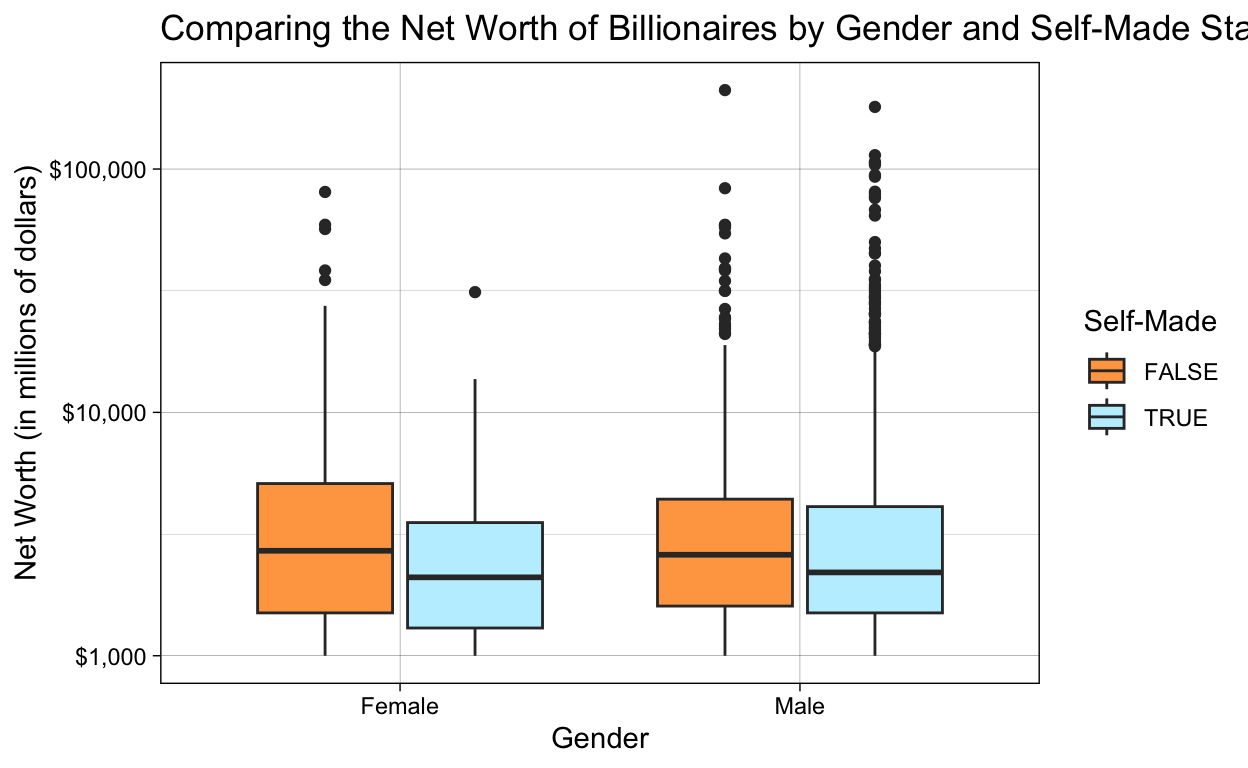 Comparing the Net Worth of Billionaires by Gender and Self-Made Sta
Net Worth (in millions of dollars)
$100,000
$10,000
$1,000
Female
Male
Gender
Self-Made
FALSE
TRUE